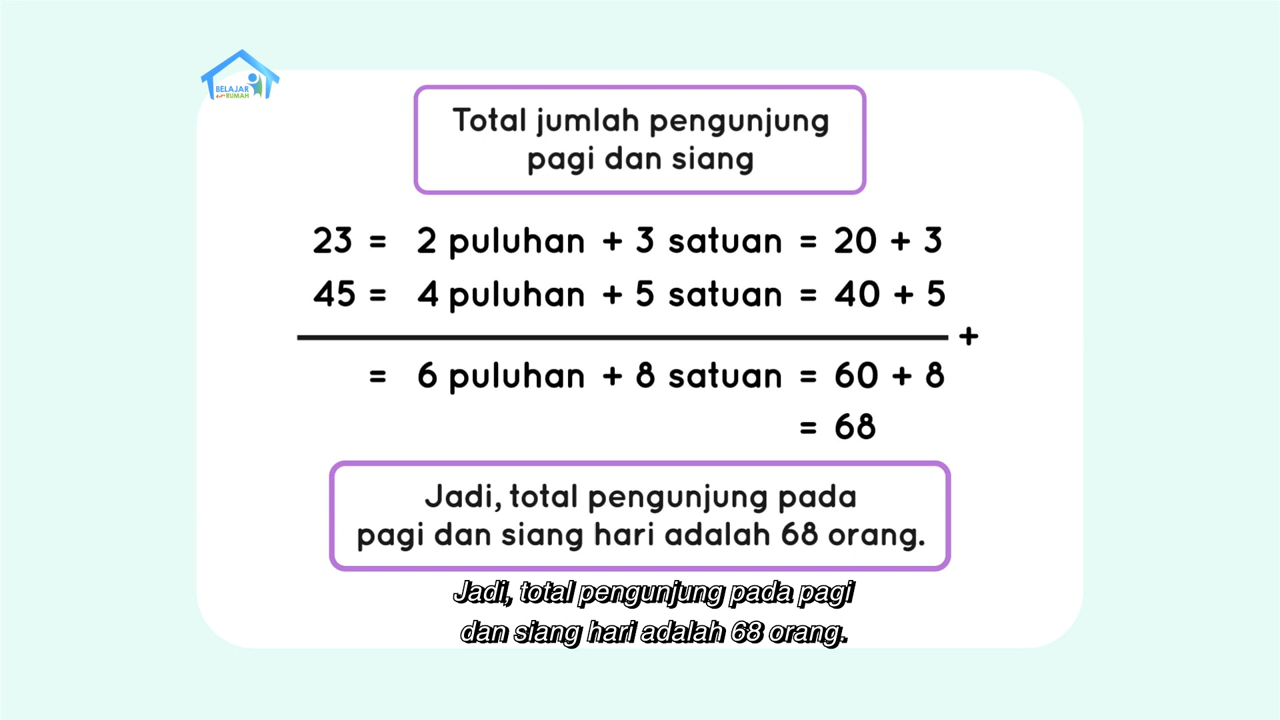 BELAJAR
dari RUMAH
Total jumlah pengunjung
pagi dan siang
23 = 2 puluhan + 3 satuan = 20 + 3
45 = 4 puluhan + 5 satuan = 40 + 5
+
= 6 puluhan + 8 satuan = 60 + 8
= 68
Jadi, total pengunjung pada
pagi dan siang hari adalah 68 orang.
Jadi, total pengunjung pada pagi
dan siang hari adalah 68 orang.